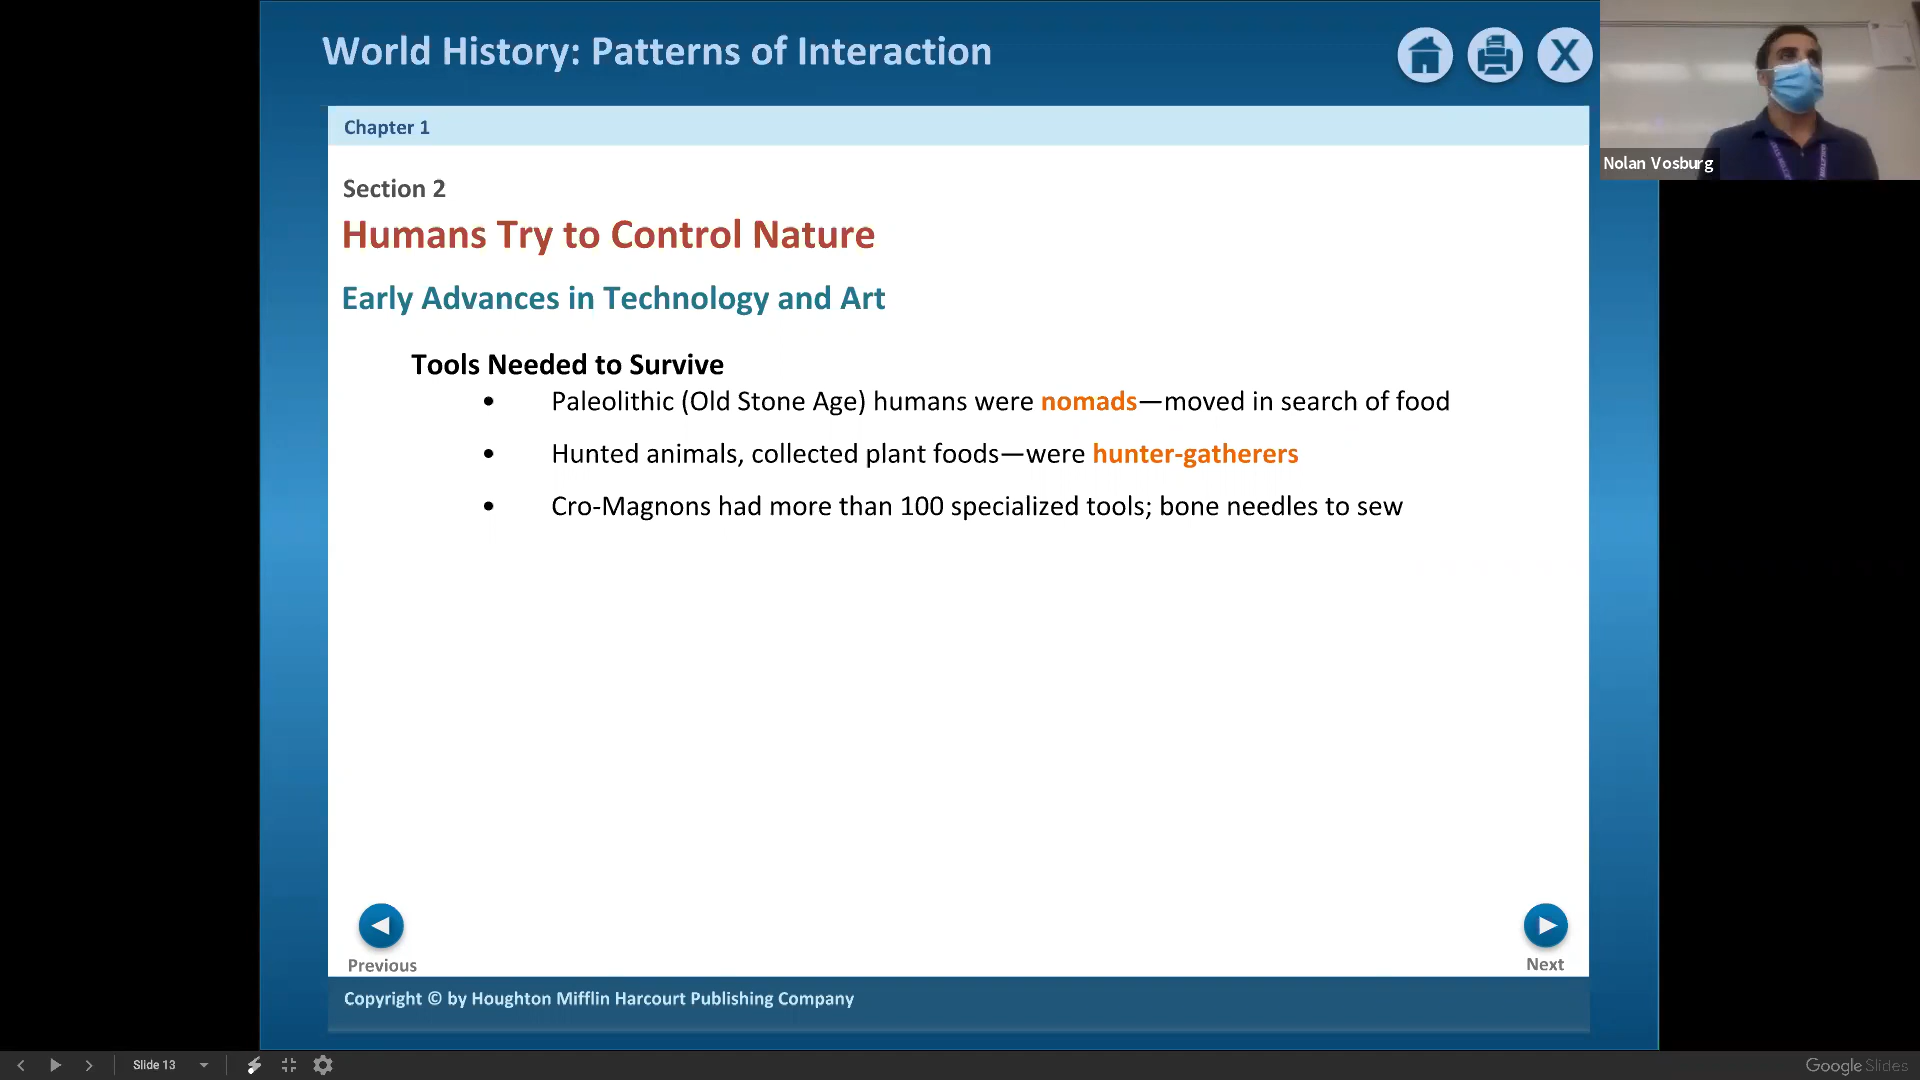 World History: Patterns of Interaction
Chapter 1
Nolan Vosburg
Section 2
Humans Try to Control Nature
Early Advances in Technology and Art
Tools Needed to Survive
• Paleolithic (Old Stone Age) humans were nomads—moved in search of food
• Hunted animals, collected plant foods—were hunter-gatherers
• Cro-Magnons had more than 100 specialized tools; bone needles to sew
Previous
Next
Copyright © by Houghton Mifflin Harcourt Publishing Company
Slide 13
Google Slides